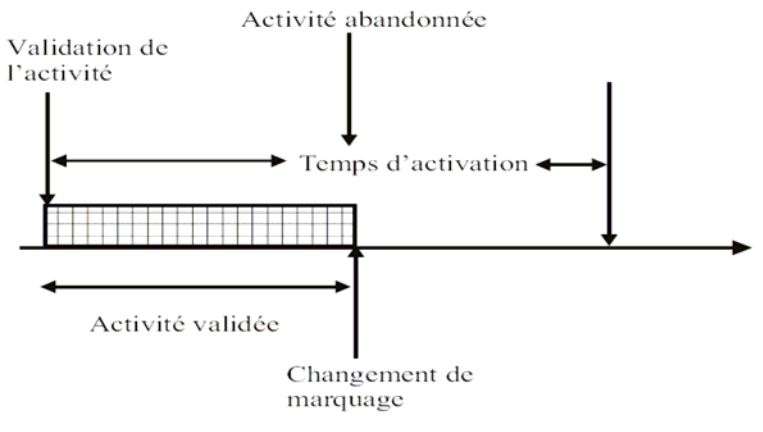 Activité abandonnée
Validation de
l'activité
Temps d'activation
Activité validée
Changement de
marquage